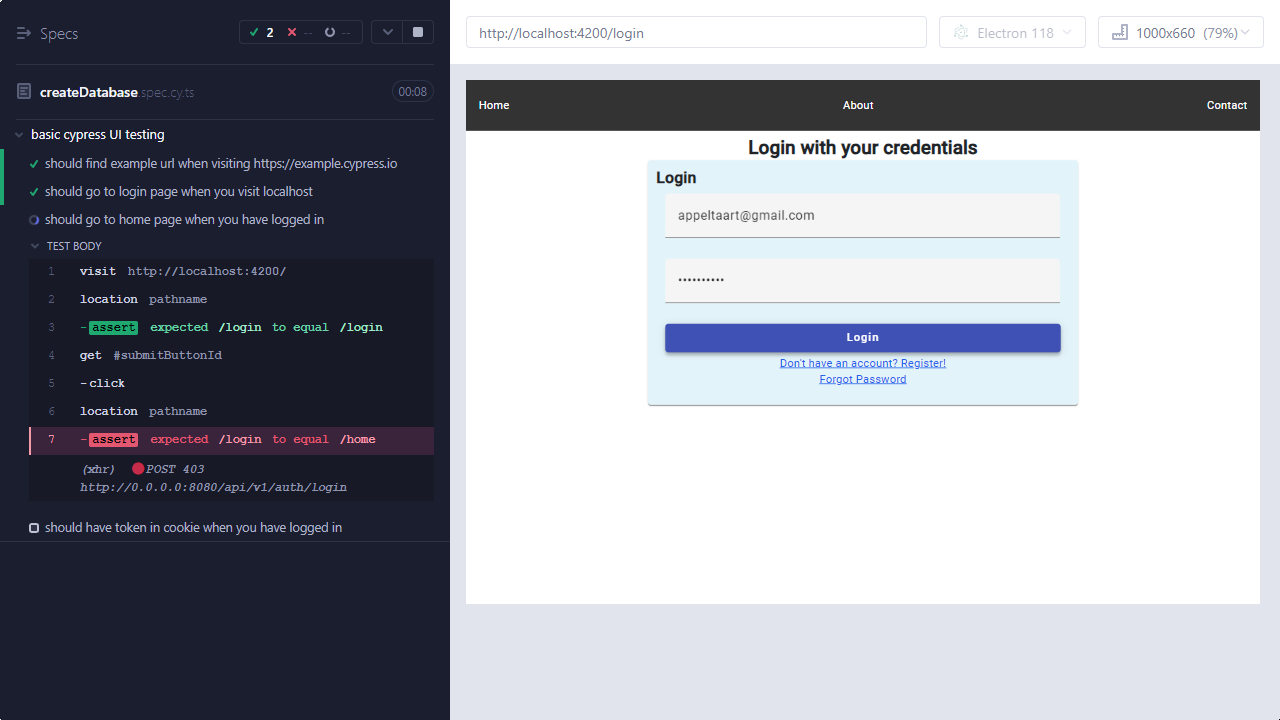 Specs
2 -- --
createDatabase spec.cy.ts 00:08
basic cypress UI testing
should find example url when visiting https://example.cypress.io
should go to login page when you visit localhost
should go to home page when you have logged in
TEST BODY
1 visit http://localhost:4200/
2 location pathname
3 -assert expected /login to equal /login
4 get #submitButtonId
5 -click
6 location pathname
7 -assert expected /login to equal /home
(xhr) POST 403
http://0.0.0.0:8080/api/v1/auth/login
should have token in cookie when you have logged in
http://localhost:4200/login
Electron 118
1000x660 (79%)
Home About Contact
Login with your credentials
Login
appeltaart@gmail.com
••••••••••
Login
Don't have an account? Register!
Forgot Password